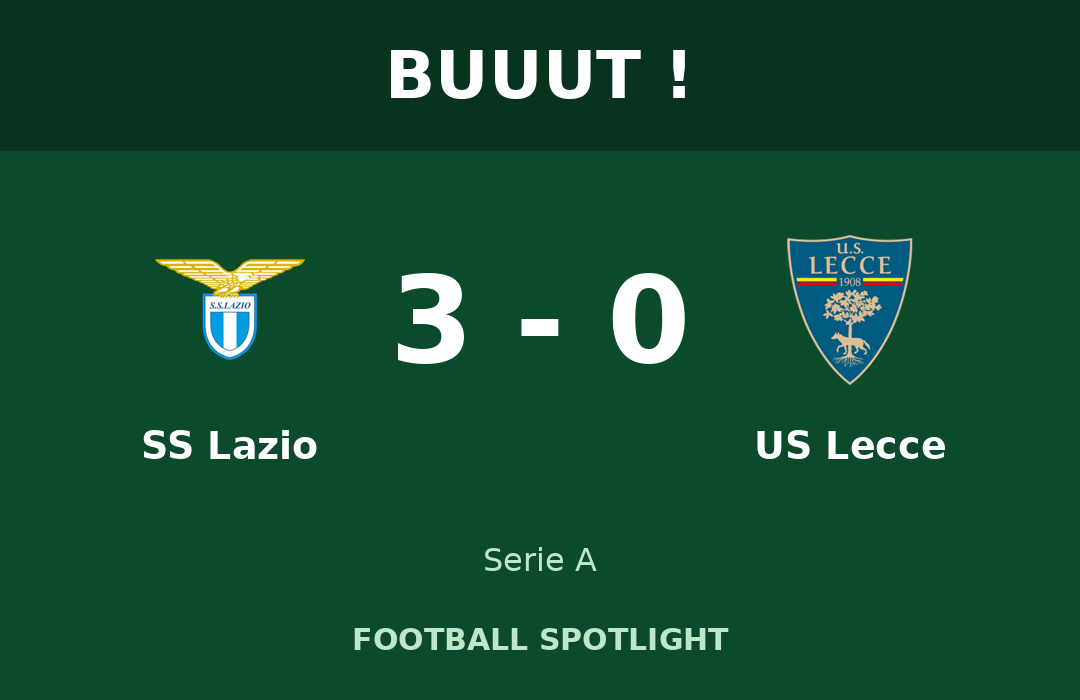 BUUUT !
S.S.LAZIO
U.S.
LECCE
1908
3 - 0
SS Lazio
US Lecce
Serie A
FOOTBALL SPOTLIGHT